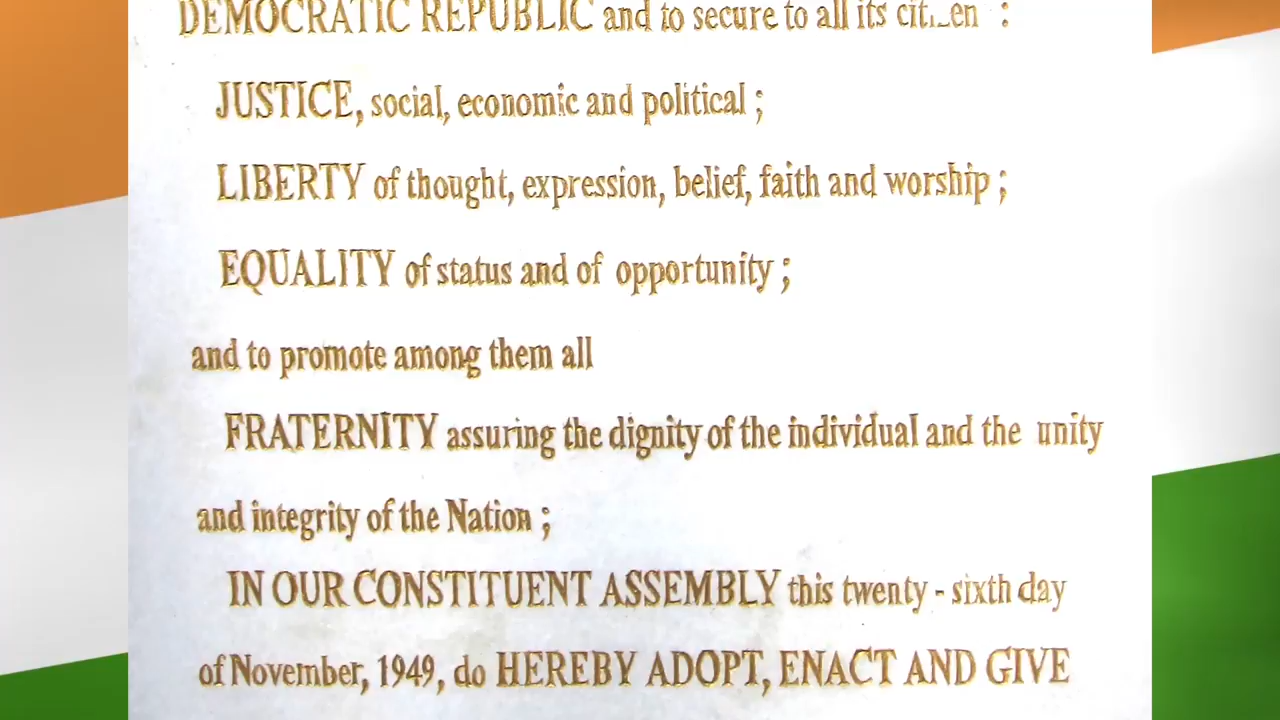 DEMOCRATIC REPUBLIC and to secure to all its :
JUSTICE, social, economic and political ;
LIBERTY of thought, expression, belief, faith and worship ;
EQUALITY of status and of opportunity ;
and to promote among them all
FRATERNITY assuring the dignity of the individual and the unity
and integrity of the Nation ;
IN OUR CONSTITUENT ASSEMBLY this twenty - sixth day
of November, 1949, do HEREBY ADOPT, ENACT AND GIVE